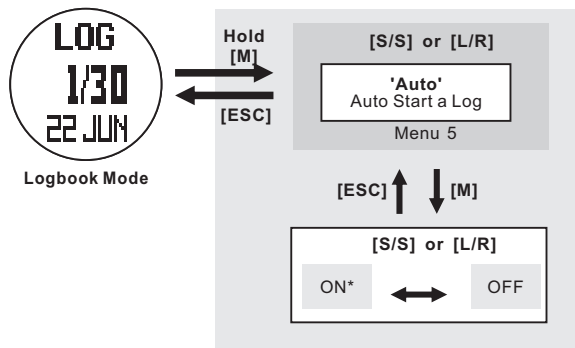 LOG
1/30
22 JUN
Logbook Mode
Hold
[M]
[ESC]
[S/S] or [L/R]
'Auto'
Auto Start a Log
Menu 5
[ESC]
[M]
[S/S] or [L/R]
ON*
OFF